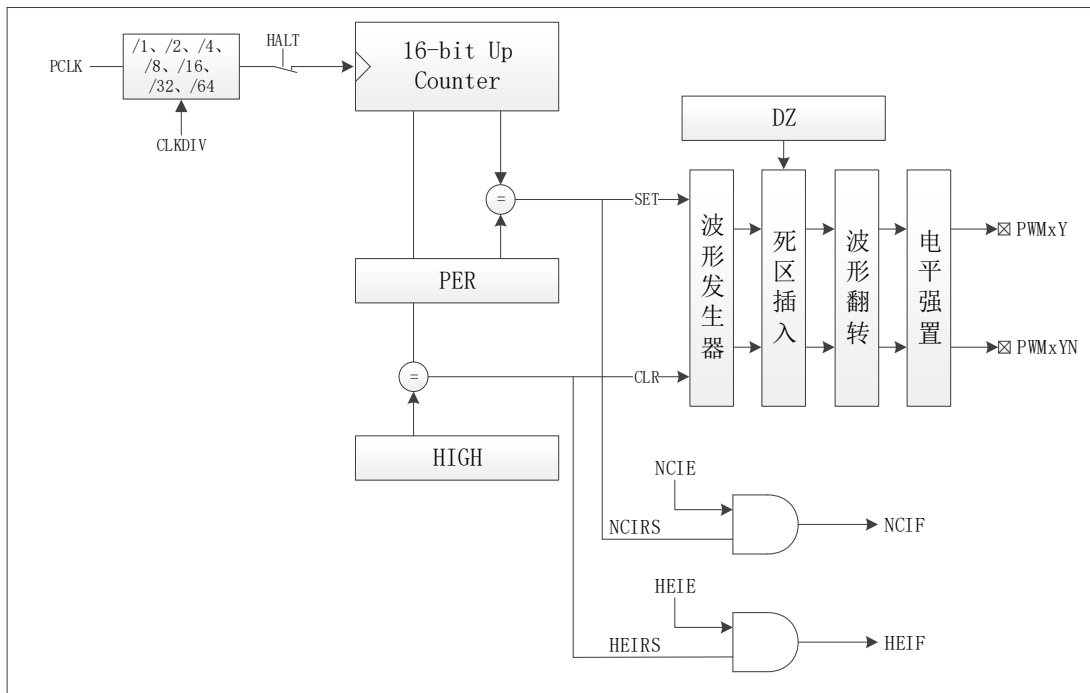 /1、/2、/4、
/8、/16、
/32、/64
PCLK
HALT
CLKDIV
16-bit Up
Counter
DZ
=
SET
PER
=
CLR
HIGH
波形发生器
死区插入
波形翻转
电平强置
PWMxY
PWMxYN
NCIE
NCIRS
NCIF
HEIE
HEIRS
HEIF